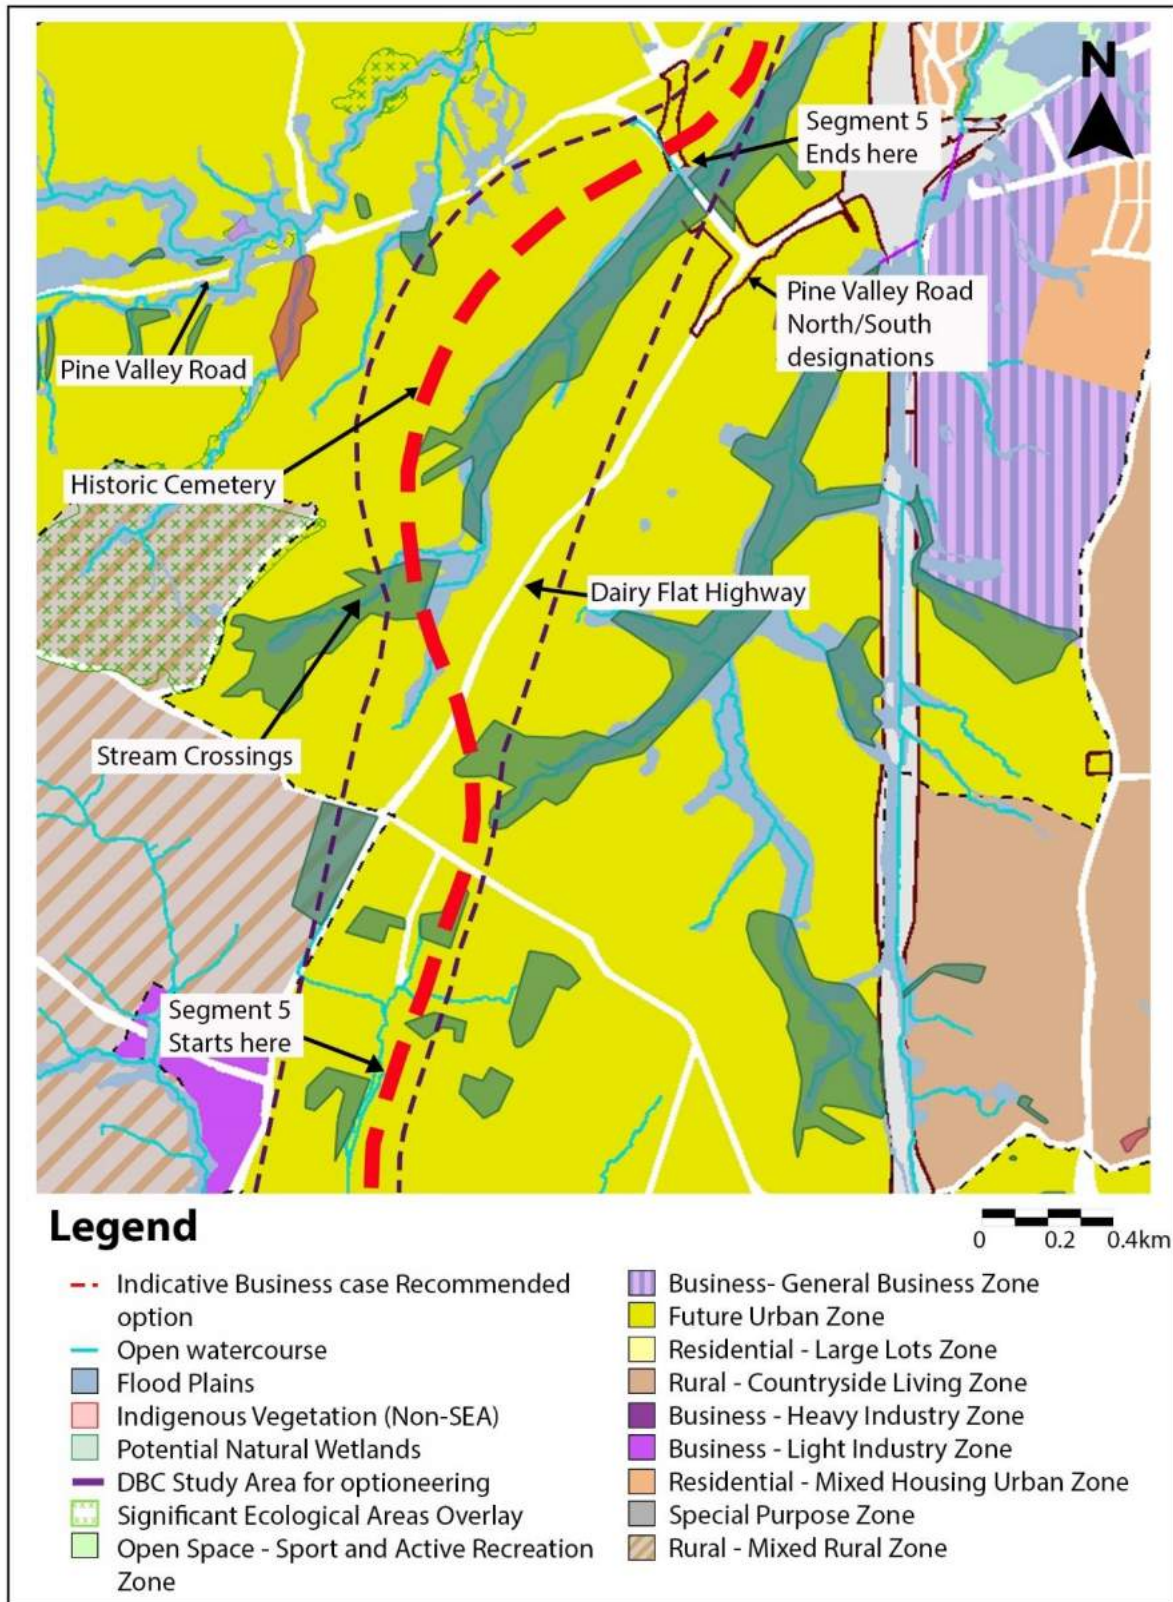 N
Segment 5
Ends here
Pine Valley Road
North/South
designations
Pine Valley Road
Historic Cemetery
Dairy Flat Highway
Stream Crossings
Segment 5
Starts here
Legend
0 0.2 0.4km
Indicative Business case Recommended
option
Open watercourse
Flood Plains
Indigenous Vegetation (Non-SEA)
Potential Natural Wetlands
DBC Study Area for optioneering
Significant Ecological Areas Overlay
Open Space - Sport and Active Recreation
Zone
Business- General Business Zone
Future Urban Zone
Residential - Large Lots Zone
Rural - Countryside Living Zone
Business - Heavy Industry Zone
Business - Light Industry Zone
Residential - Mixed Housing Urban Zone
Special Purpose Zone
Rural - Mixed Rural Zone